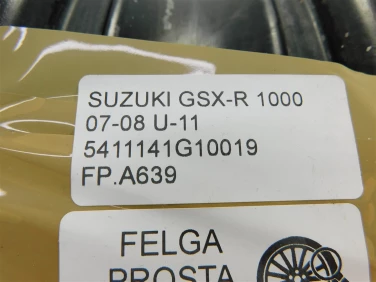 SUZUKI GSX-R 1000
07-08 U-11
5411141G10019
FP.A639
FELGA
PROSTA